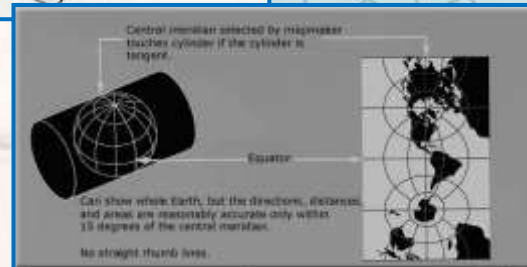 Central meridian selected by mapmaker
touches cylinder if the cylinder is
tangent.
Equator
Can show whole Earth, but the directions, distances,
and areas are reasonably accurate only within
15 degrees of the central meridian.
No straight rhumb lines.